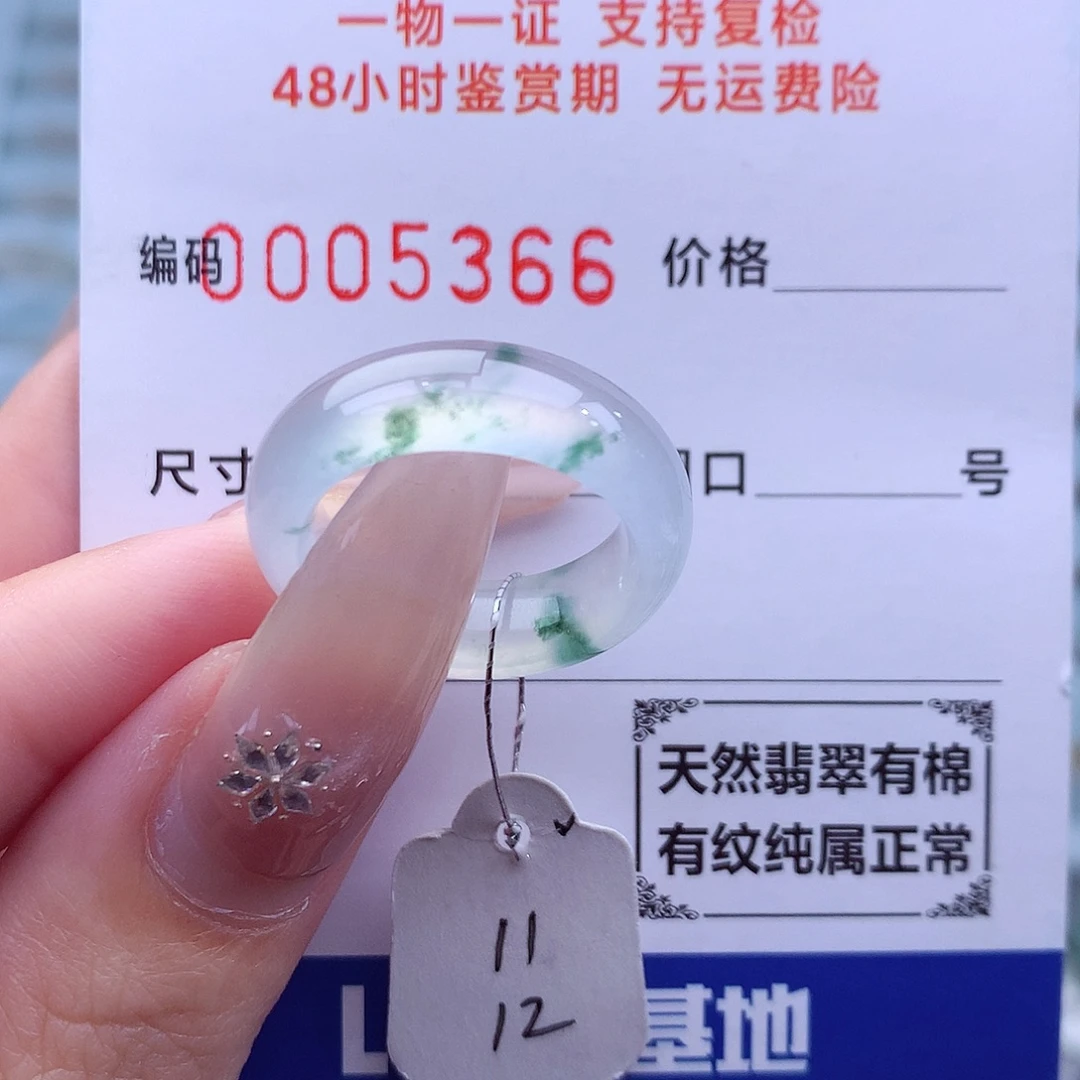 一物一证 支持复检
48小时鉴赏期 无运费险
编码 0005366 价格
尺寸 口 号
天然翡翠有棉
有纹纯属正常
11
12
基地